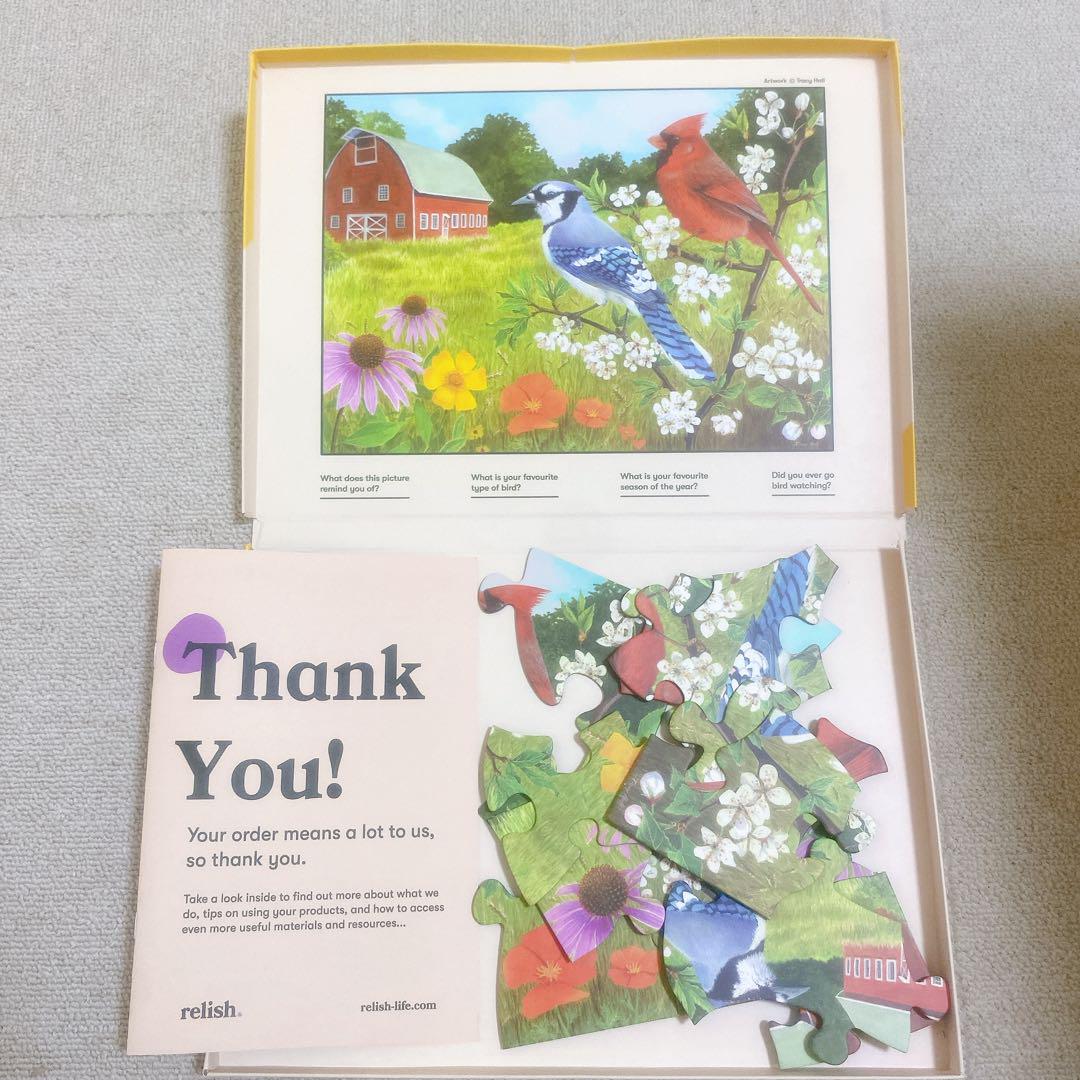 Artwork © Tracy Hall
What does this picture
remind you of?
What is your favourite
type of bird?
What is your favourite
season of the year?
Did you ever go
bird watching?
Thank
You!
Your order means a lot to us,
so thank you.
Take a look inside to find out more about what we
do, tips on using your products, and how to access
even more useful materials and resources...
relish®
relish-life.com